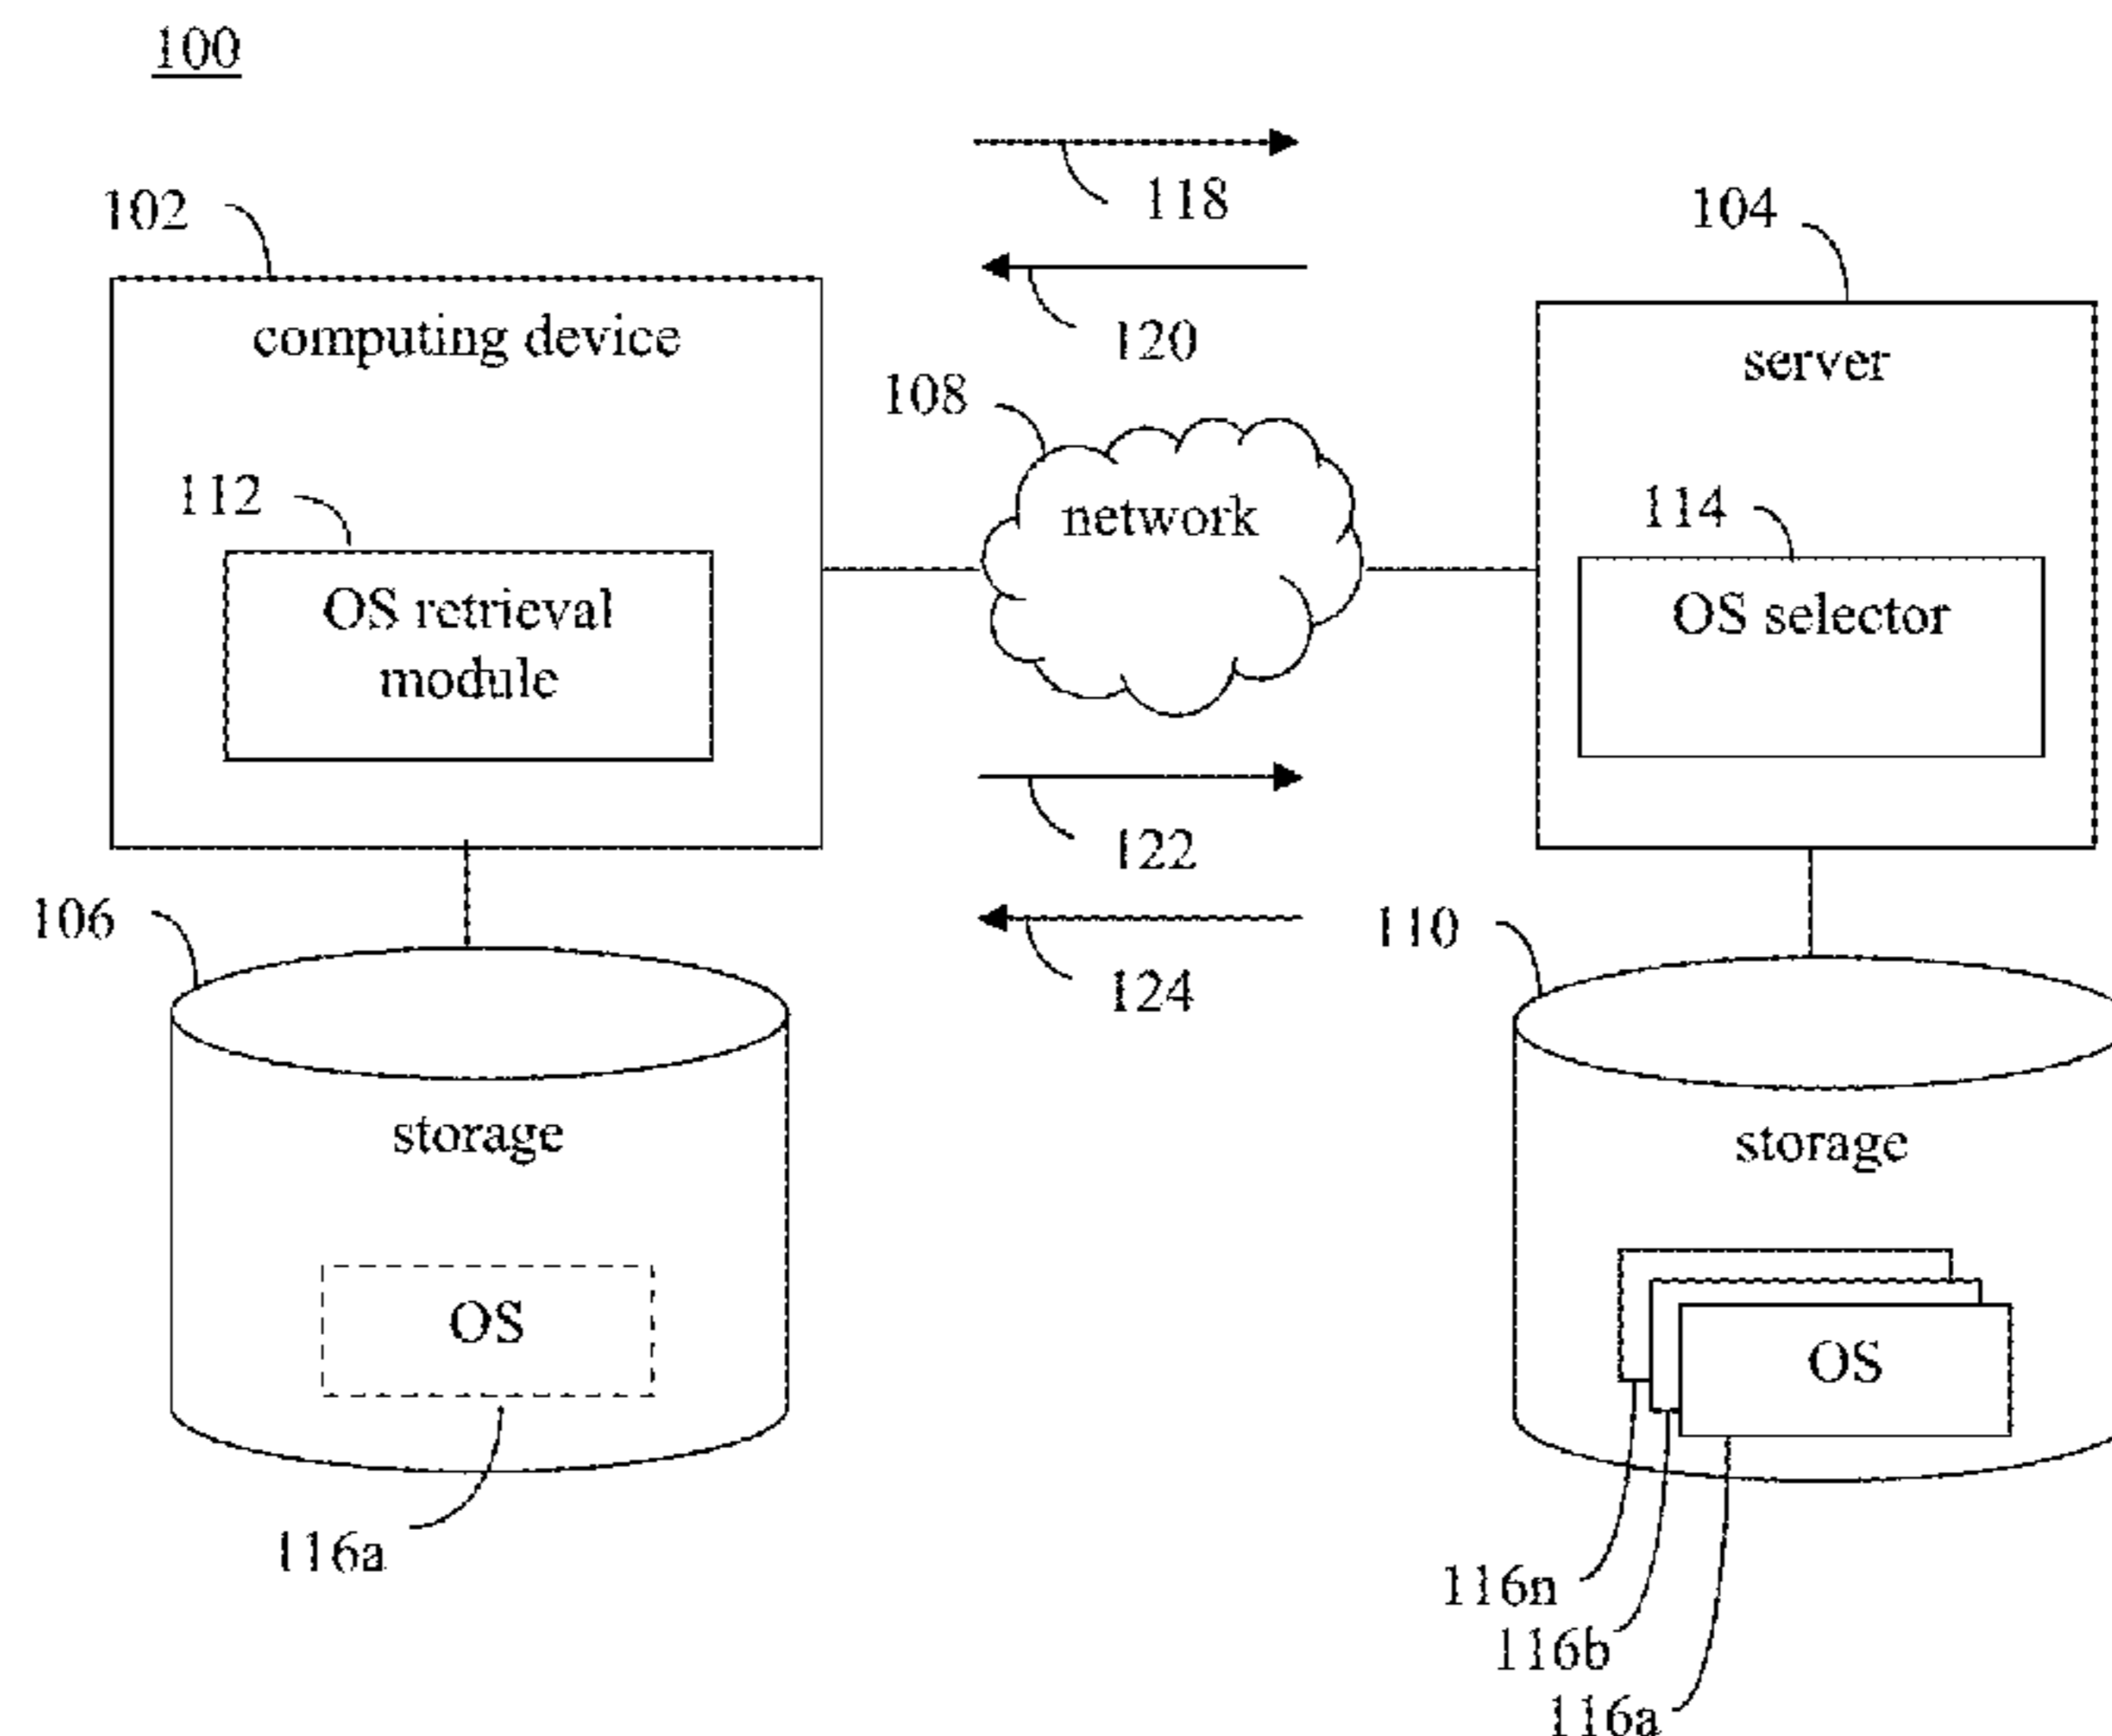 100
118
102
104
120
computing device
server
108
112
network
114
OS retrieval
module
OS selector
122
106
110
124
storage
storage
OS
OS
116a
116n
116b
116a